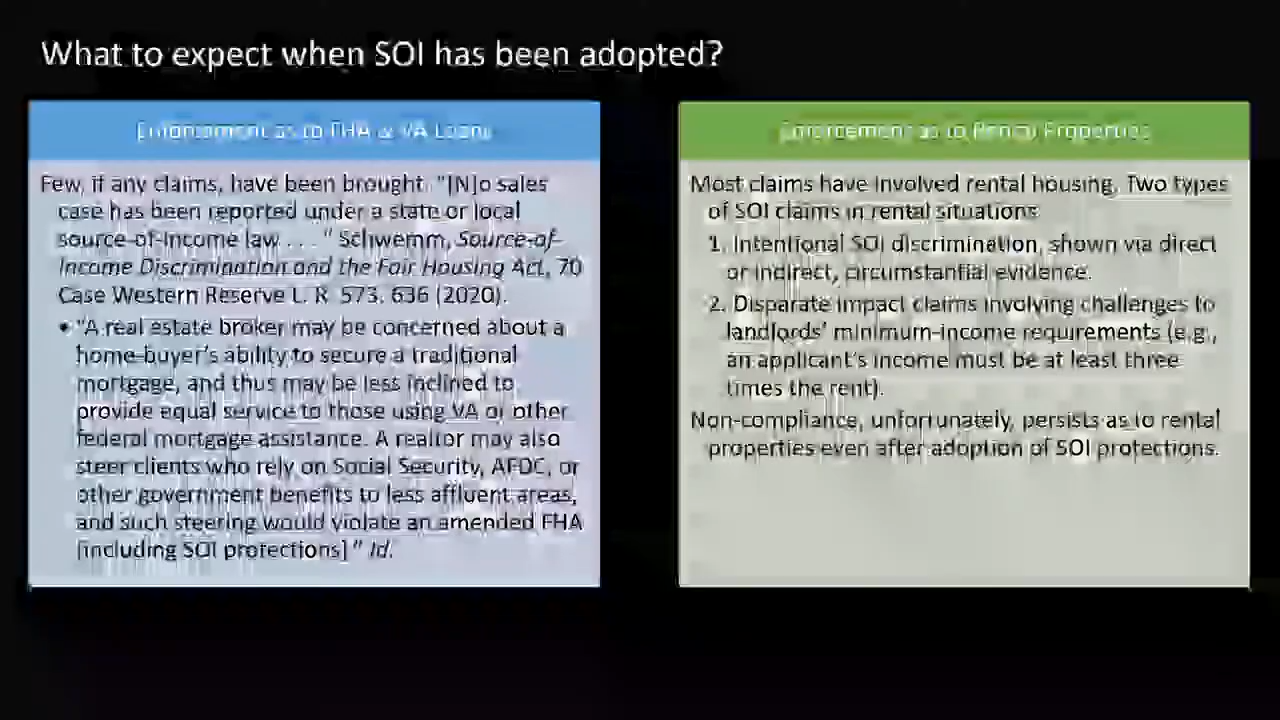 What to expect when SOI has been adopted?
Enforcement as to FHA & VA Loans
Few, if any claims, have been brought. "[N]o sales
case has been reported under a state or local
source-of-income law . . . " Schwemm, Source-of-
Income Discrimination and the Fair Housing Act, 70
Case Western Reserve L. R. 573, 636 (2020).
• "A real estate broker may be concerned about a
home-buyer's ability to secure a traditional
mortgage, and thus may be less inclined to
provide equal service to those using VA or other
federal mortgage assistance. A realtor may also
steer clients who rely on Social Security, AFDC, or
other government benefits to less affluent areas,
and such steering would violate an amended FHA
[including SOI protections]." Id.
Enforcement as to Rental Properties
Most claims have involved rental housing. Two types
of SOI claims in rental situations
1. Intentional SOI discrimination, shown via direct
or indirect, circumstantial evidence.
2. Disparate impact claims involving challenges to
landlords' minimum-income requirements (e.g.,
an applicant's income must be at least three
times the rent).
Non-compliance, unfortunately, persists as to rental
properties even after adoption of SOI protections.